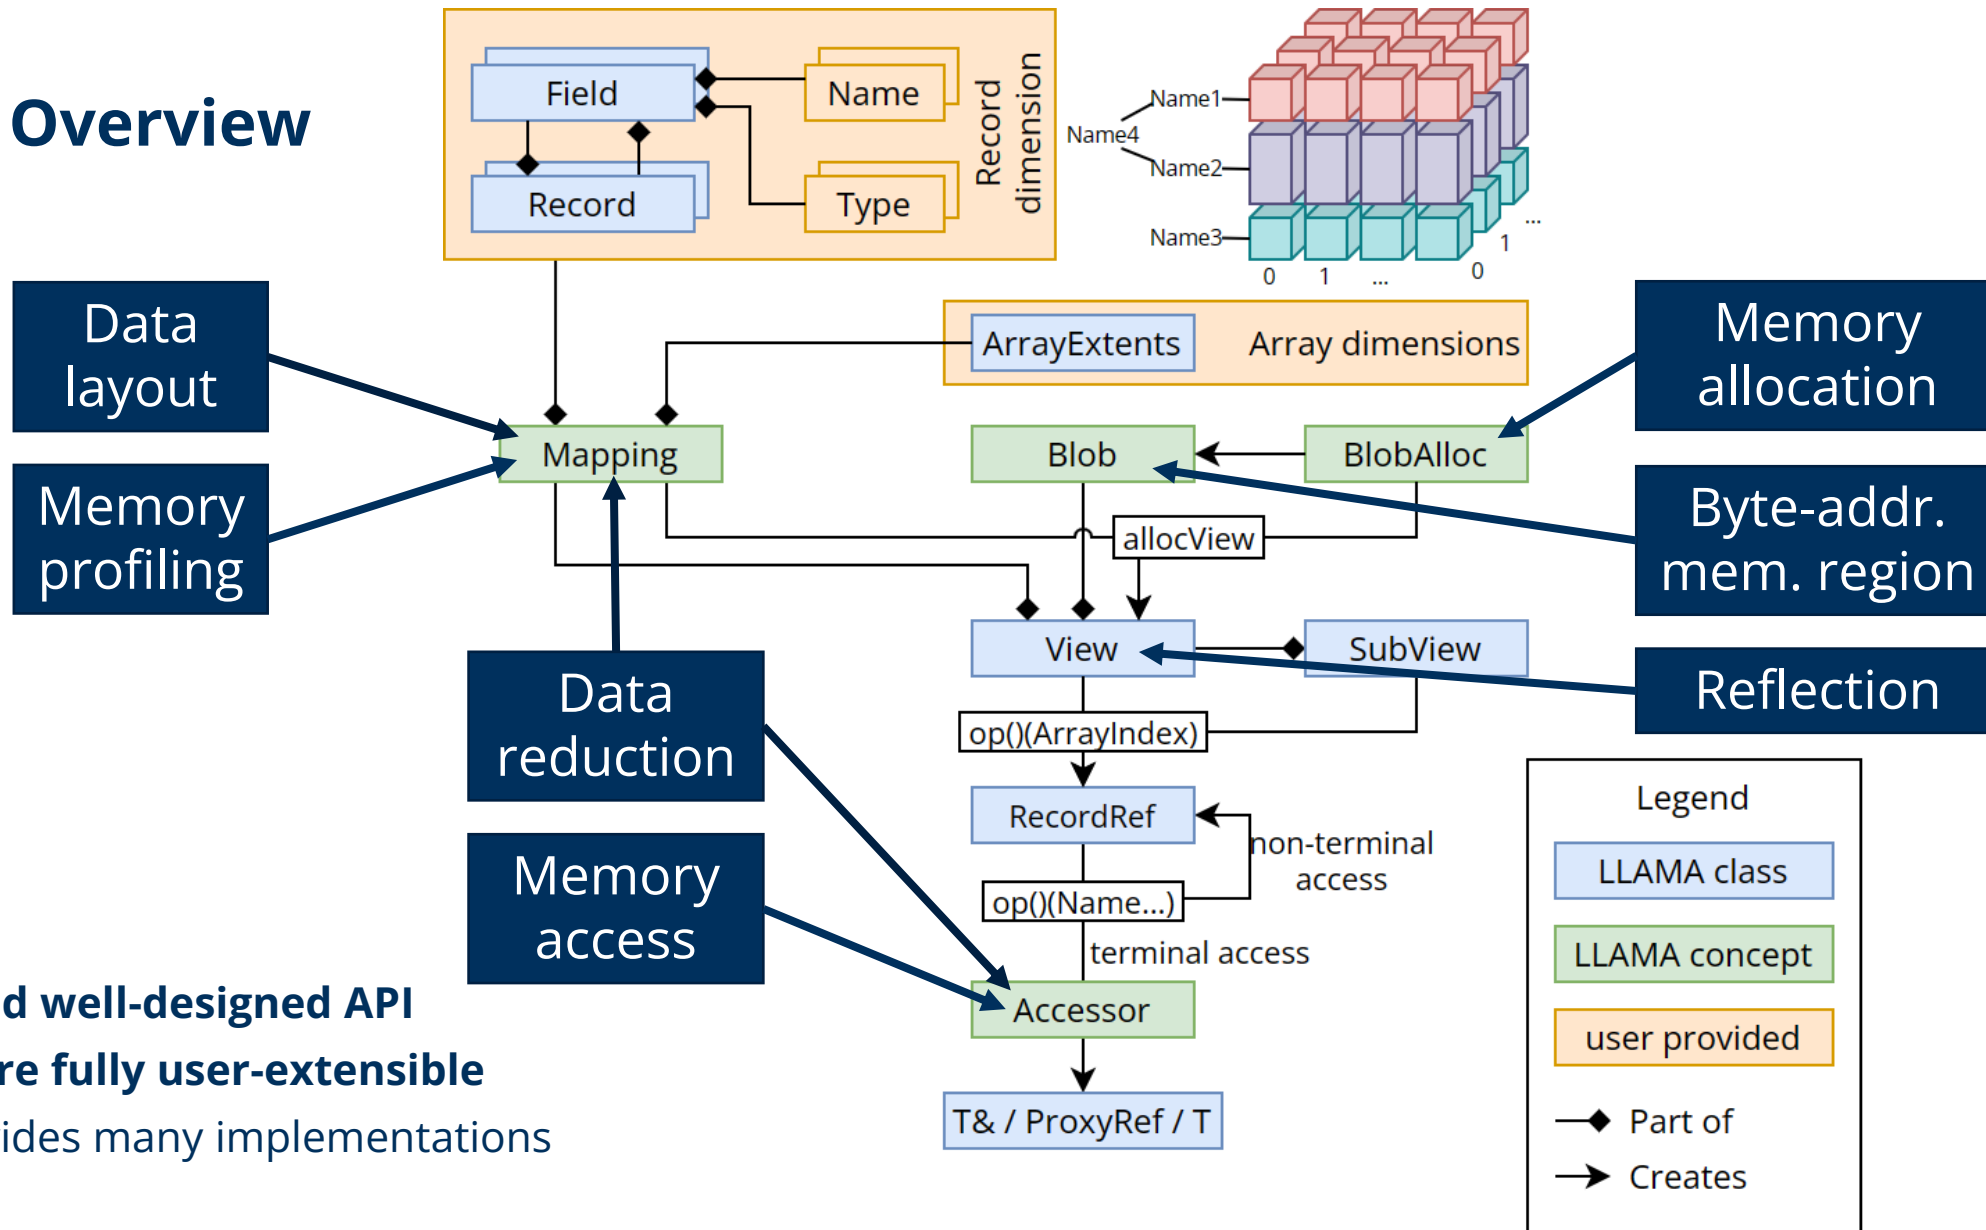 Overview
Field
Name
Record
Type
Record
dimension
Name1
Name4
Name2
Name3
0
1
...
0
1
...
ArrayExtents
Array dimensions
Data
layout
Memory
profiling
Mapping
Blob
BlobAlloc
Memory
allocation
Byte-addr.
mem. region
allocView
View
SubView
Reflection
Data
reduction
op()(ArrayIndex)
RecordRef
non-terminal
access
Memory
access
op()(Name...)
terminal access
Accessor
T& / ProxyRef / T
Legend
LLAMA class
LLAMA concept
user provided
Part of
Creates
d well-designed API
re fully user-extensible
ides many implementations